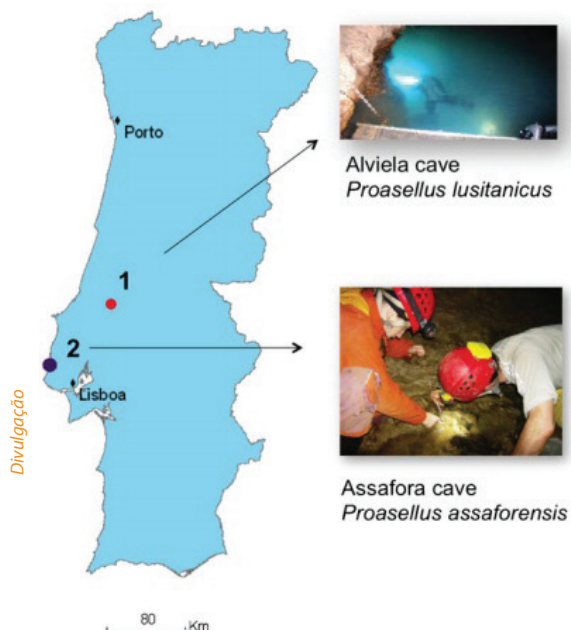 Porto
Alviela cave
Proasellus lusitanicus
1
2
Lisboa
Divulgação
Assafora cave
Proasellus assaforensis
80
Km